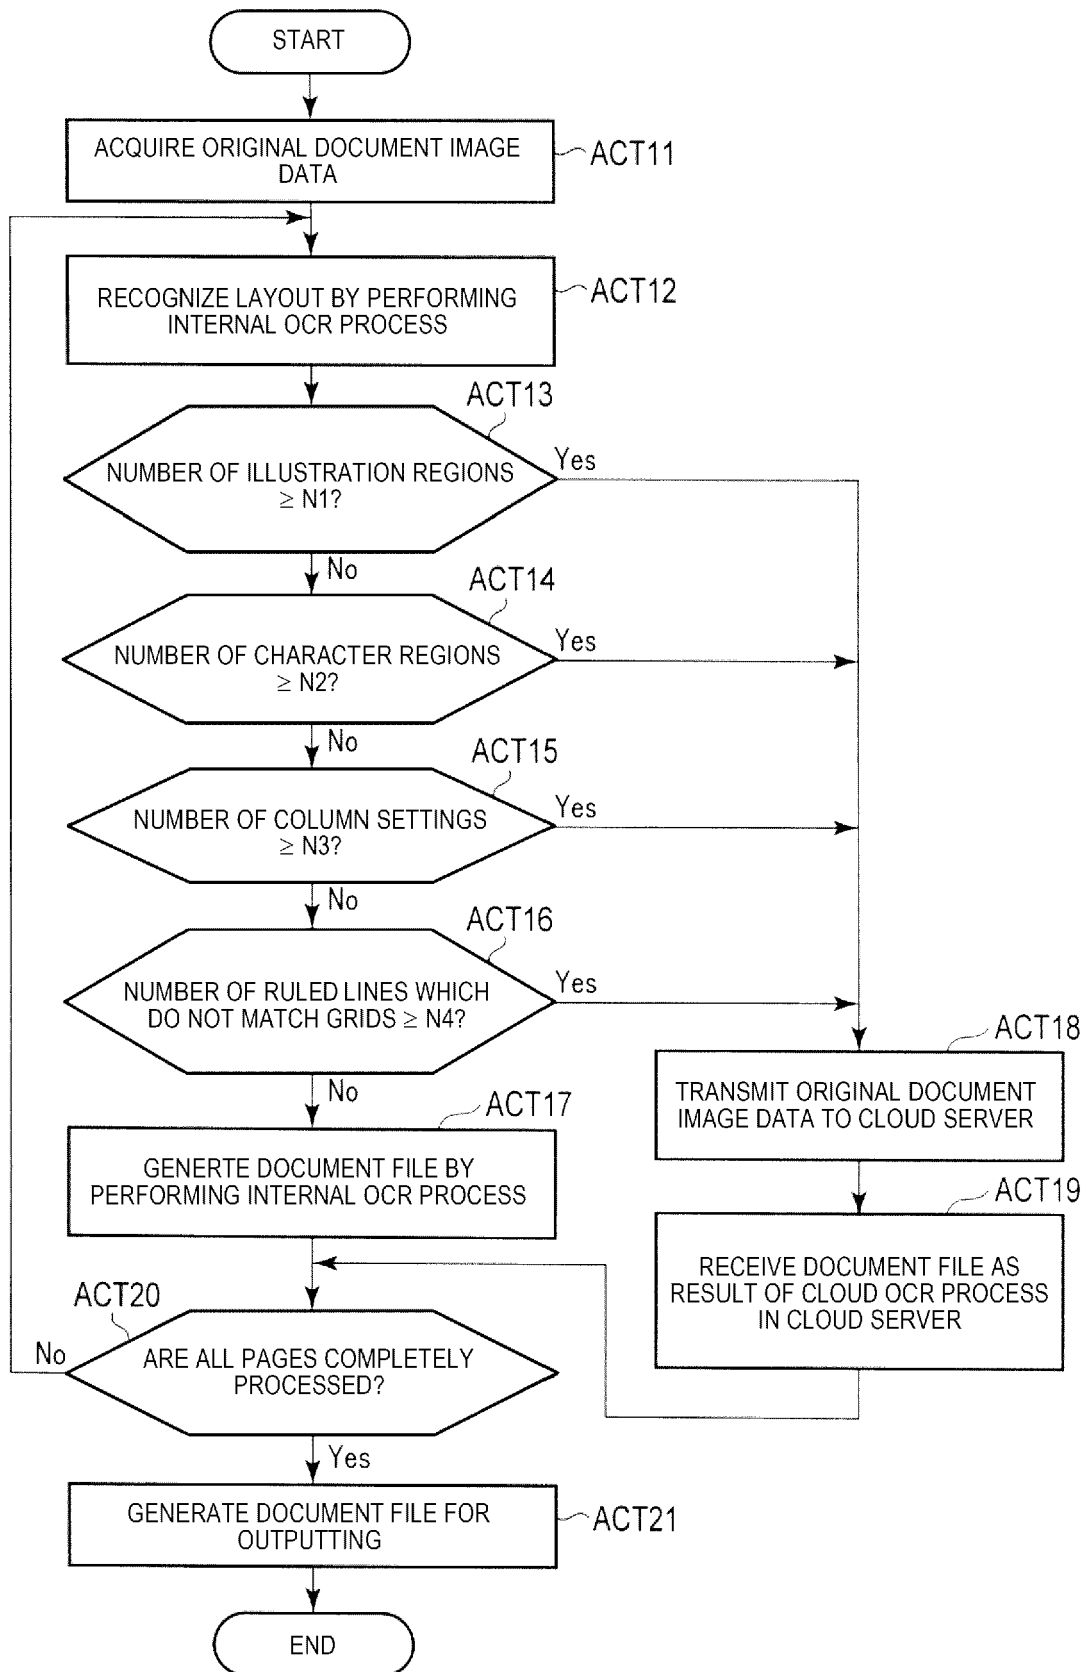 START
ACQUIRE ORIGINAL DOCUMENT IMAGE
DATA
ACT11
RECOGNIZE LAYOUT BY PERFORMING
INTERNAL OCR PROCESS
ACT12
ACT13
NUMBER OF ILLUSTRATION REGIONS
≥ N1?
Yes
No
ACT14
NUMBER OF CHARACTER REGIONS
≥ N2?
Yes
No
ACT15
NUMBER OF COLUMN SETTINGS
≥ N3?
Yes
No
ACT16
NUMBER OF RULED LINES WHICH
DO NOT MATCH GRIDS ≥ N4?
Yes
No
ACT17
GENERTE DOCUMENT FILE BY
PERFORMING INTERNAL OCR PROCESS
ACT18
TRANSMIT ORIGINAL DOCUMENT
IMAGE DATA TO CLOUD SERVER
ACT19
RECEIVE DOCUMENT FILE AS
RESULT OF CLOUD OCR PROCESS
IN CLOUD SERVER
ACT20
No
ARE ALL PAGES COMPLETELY
PROCESSED?
Yes
GENERATE DOCUMENT FILE FOR
OUTPUTTING
ACT21
END